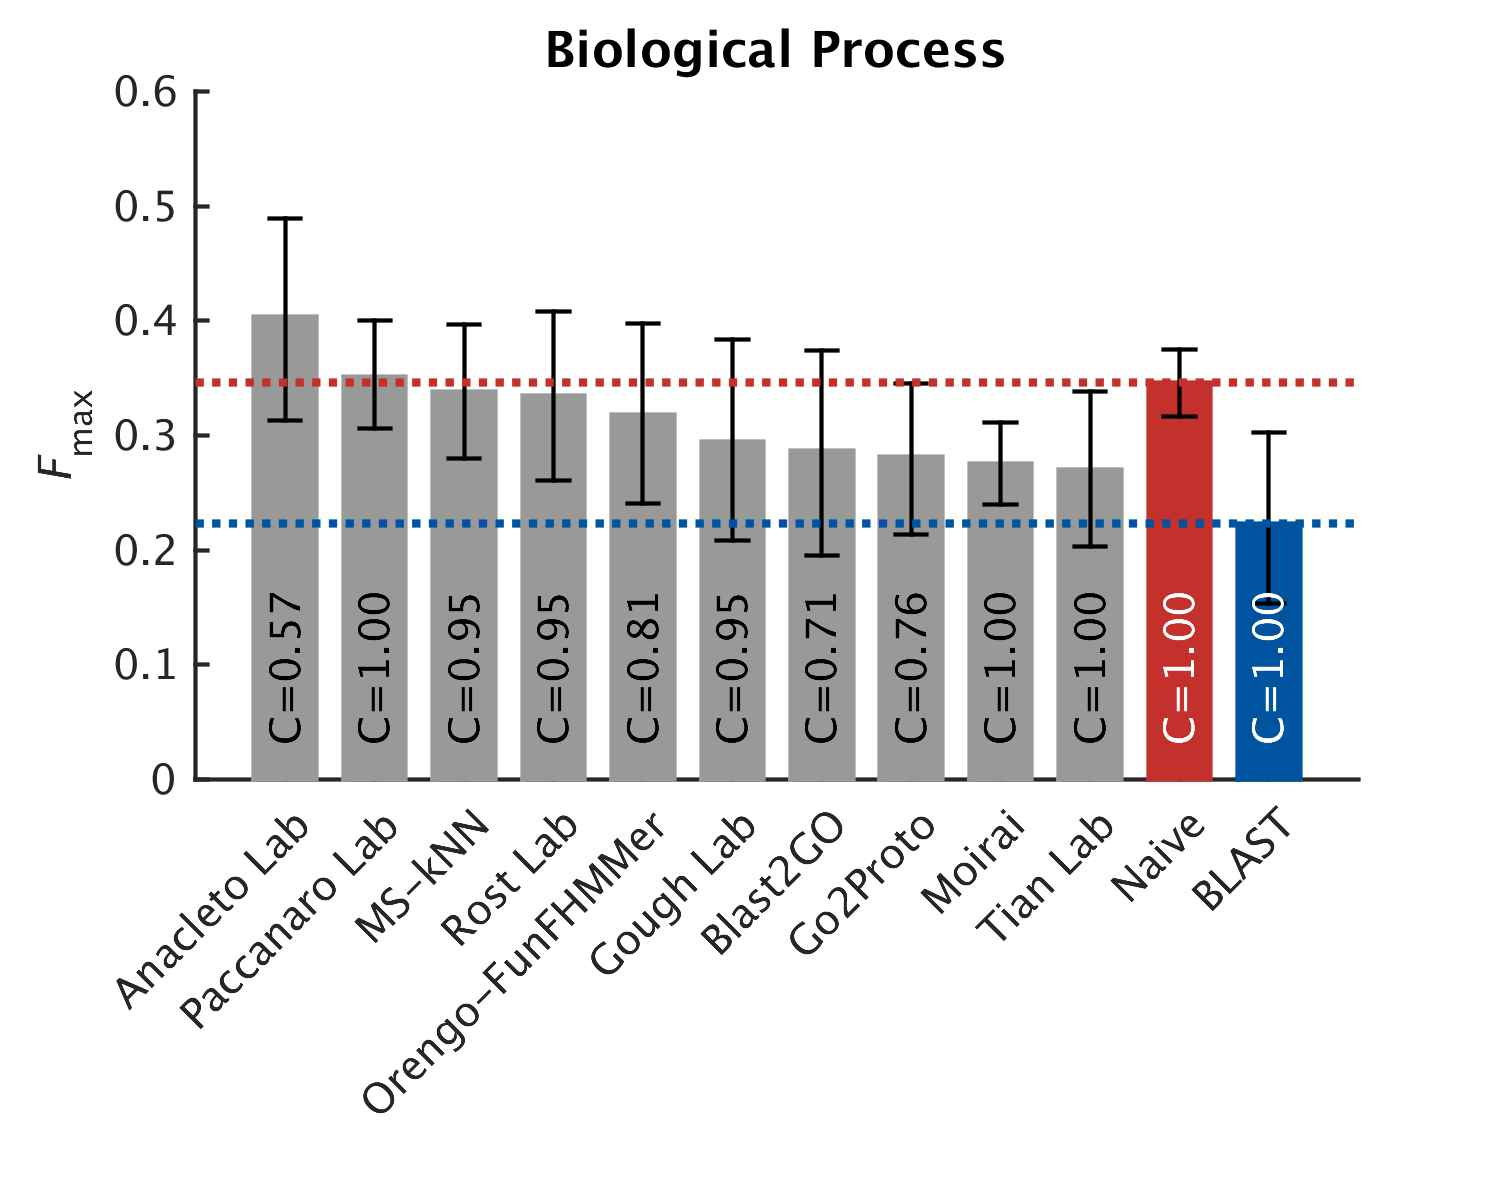 Biological Process
0.6
0.5
0.4
0.3
0.2
0.1
0
Fmax
C=0.57
C=1.00
C=0.95
C=0.95
C=0.81
C=0.95
C=0.71
C=0.76
C=1.00
C=1.00
C=1.00
C=1.00
Anacleto Lab
Paccanaro Lab
MS-kNN
Rost Lab
Orengo-FunFHMMer
Gough Lab
Blast2GO
Go2Proto
Moirai
Tian Lab
Naive
BLAST